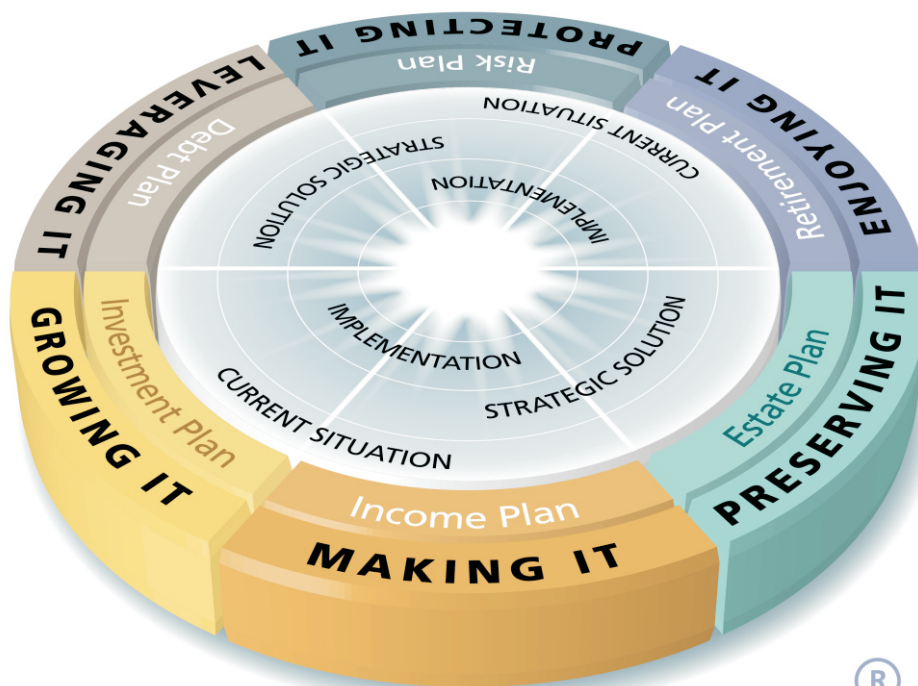 PROTECTING IT
Risk Plan
ENJOYING IT
Retirement Plan
PRESERVING IT
Estate Plan
MAKING IT
Income Plan
GROWING IT
Investment Plan
LEVERAGING IT
Debt Plan
CURRENT SITUATION
STRATEGIC SOLUTION
IMPLEMENTATION
IMPLEMENTATION
STRATEGIC SOLUTION
CURRENT SITUATION
®